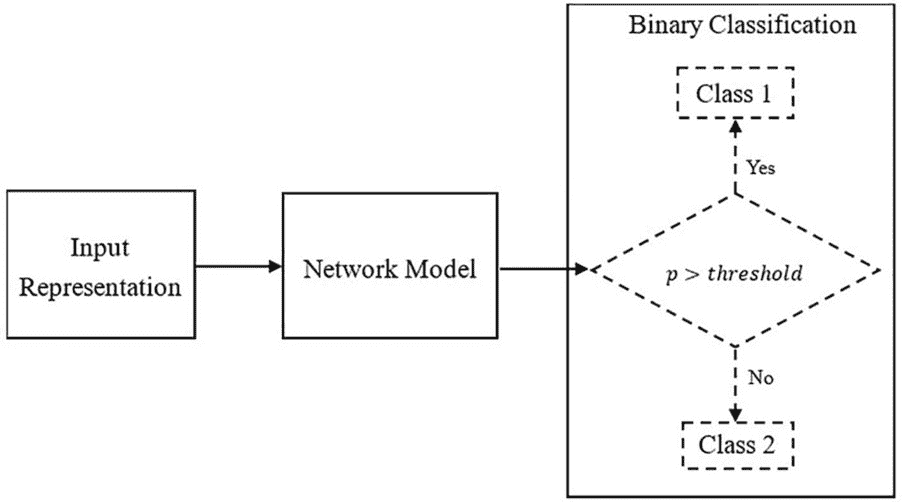 Input
Representation
Network Model
Binary Classification
Class 1
Yes
p > threshold
No
Class 2